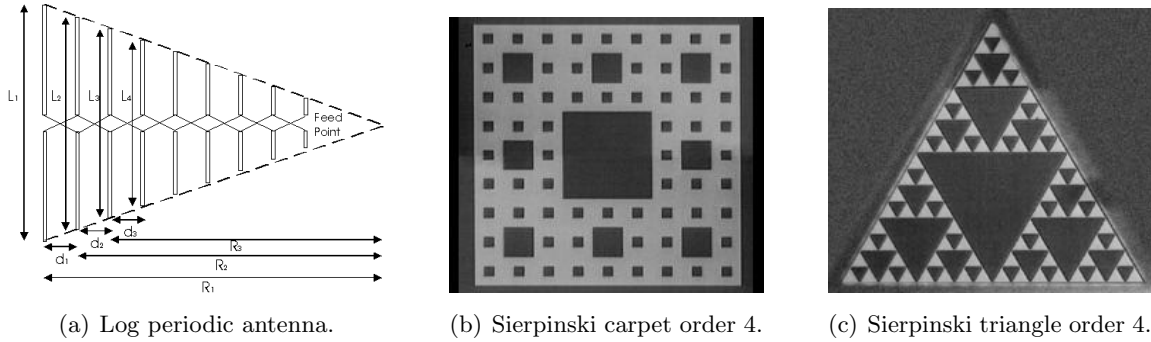 L1
L2
L3
L4
Feed
Point
d1
d2
d3
R3
R2
R1
(a) Log periodic antenna.
(b) Sierpinski carpet order 4.
(c) Sierpinski triangle order 4.